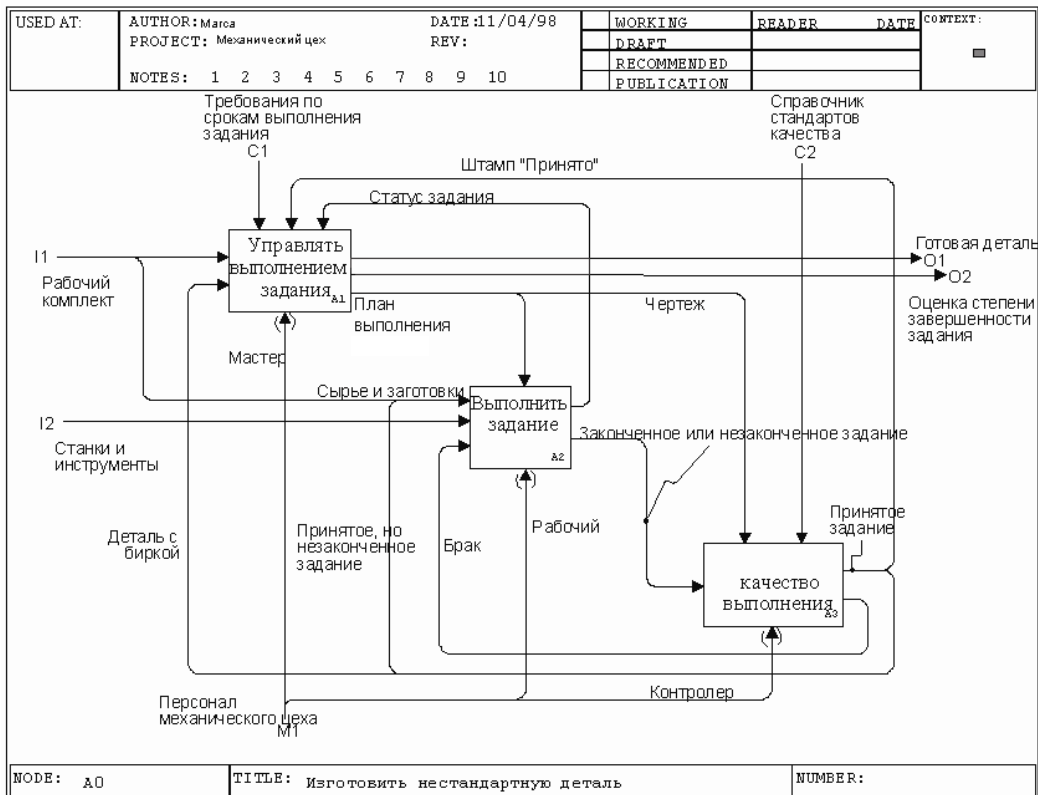 USED AT:
AUTHOR: Marca
DATE:11/04/98
PROJECT: Механический цех
REV:
NOTES: 1 2 3 4 5 6 7 8 9 10
WORKING
DRAFT
RECOMMENDED
PUBLICATION
READER DATE
CONTEXT:
Требования по
срокам выполнения
задания
C1
Справочник
стандартов
качества
C2
Штамп "Принято"
Статус задания
I1
Рабочий
комплект
Управлять
выполнением
задания
A1
Готовая деталь
O1
O2
Оценка степени
завершенности
задания
План
выполнения
Чертеж
Мастер
Сырье и заготовки
I2
Станки и
инструменты
Выполнить
задание
A2
Законченное или незаконченное задание
Деталь с
биркой
Принятое, но
незаконченное
задание
Брак
Рабочий
Принятое
задание
качество
выполнения
A3
Персонал
механического цеха
M1
Контролер
NODE: A0
TITLE: Изготовить нестандартную деталь
NUMBER: